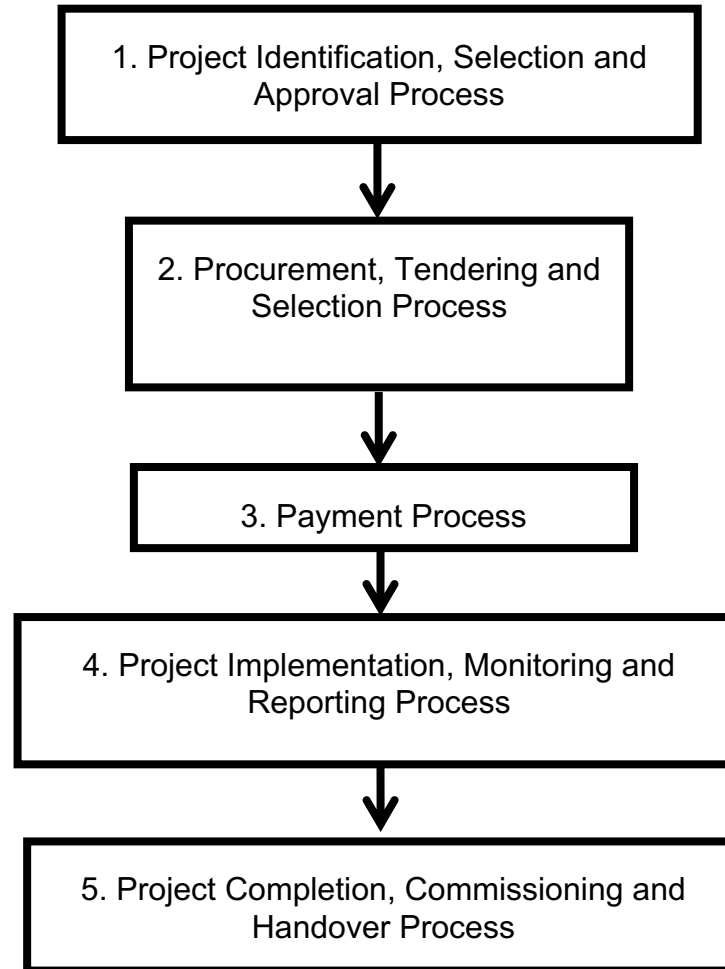 1. Project Identification, Selection and
Approval Process
2. Procurement, Tendering and
Selection Process
3. Payment Process
4. Project Implementation, Monitoring and
Reporting Process
5. Project Completion, Commissioning and
Handover Process